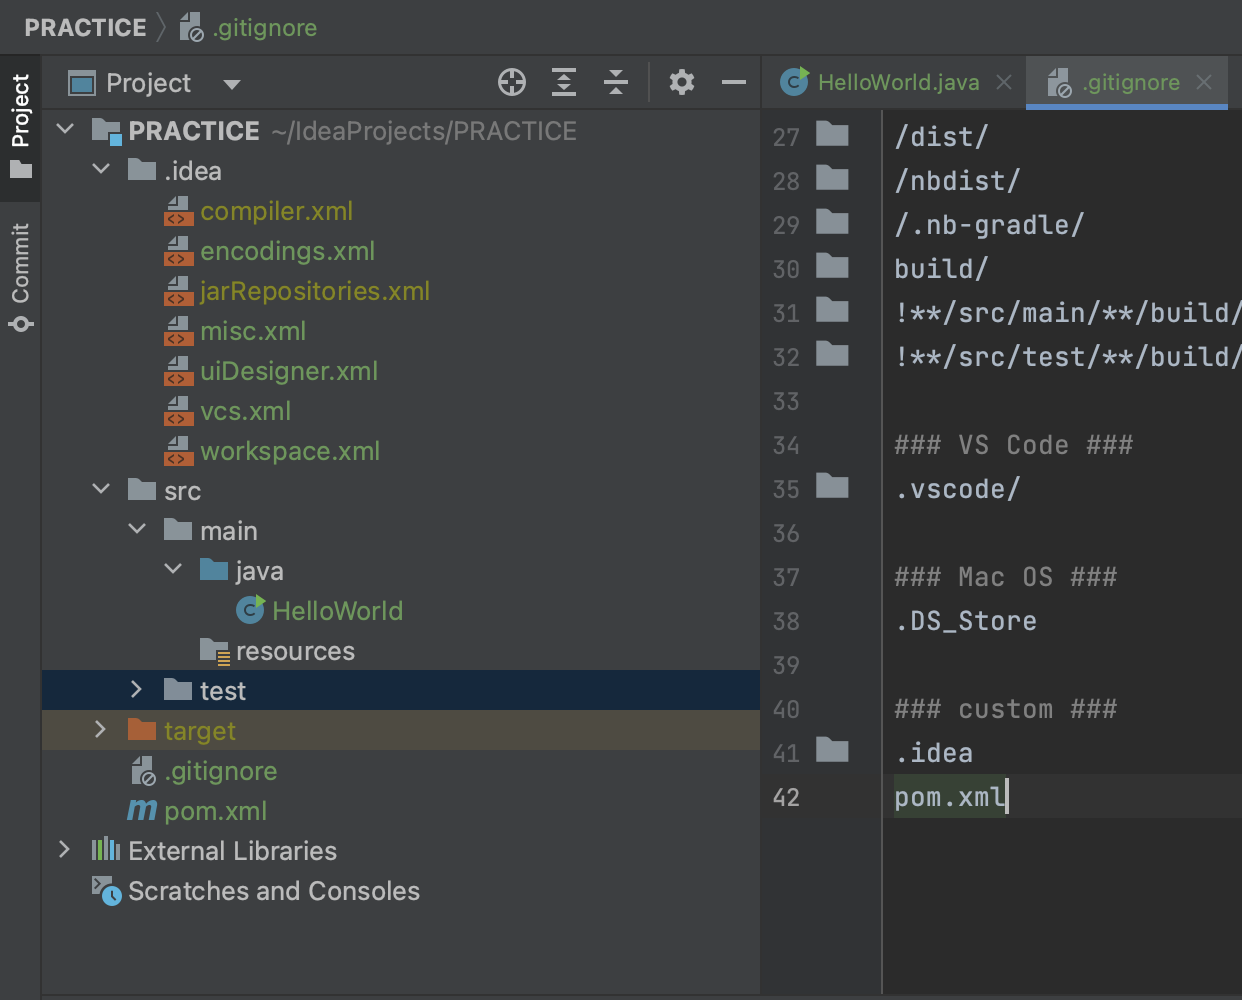 PRACTICE .gitignore
Project
Commit
Project
PRACTICE ~/IdeaProjects/PRACTICE
.idea
compiler.xml
encodings.xml
jarRepositories.xml
misc.xml
uiDesigner.xml
vcs.xml
workspace.xml
src
main
java
HelloWorld
resources
test
target
.gitignore
pom.xml
External Libraries
Scratches and Consoles
HelloWorld.java .gitignore
27 /dist/
28 /nbdist/
29 /.nb-gradle/
30 build/
31 !**/src/main/**/build/
32 !**/src/test/**/build/
33
34 ### VS Code ###
35 .vscode/
36
37 ### Mac OS ###
38 .DS_Store
39
40 ### custom ###
41 .idea
42 pom.xml